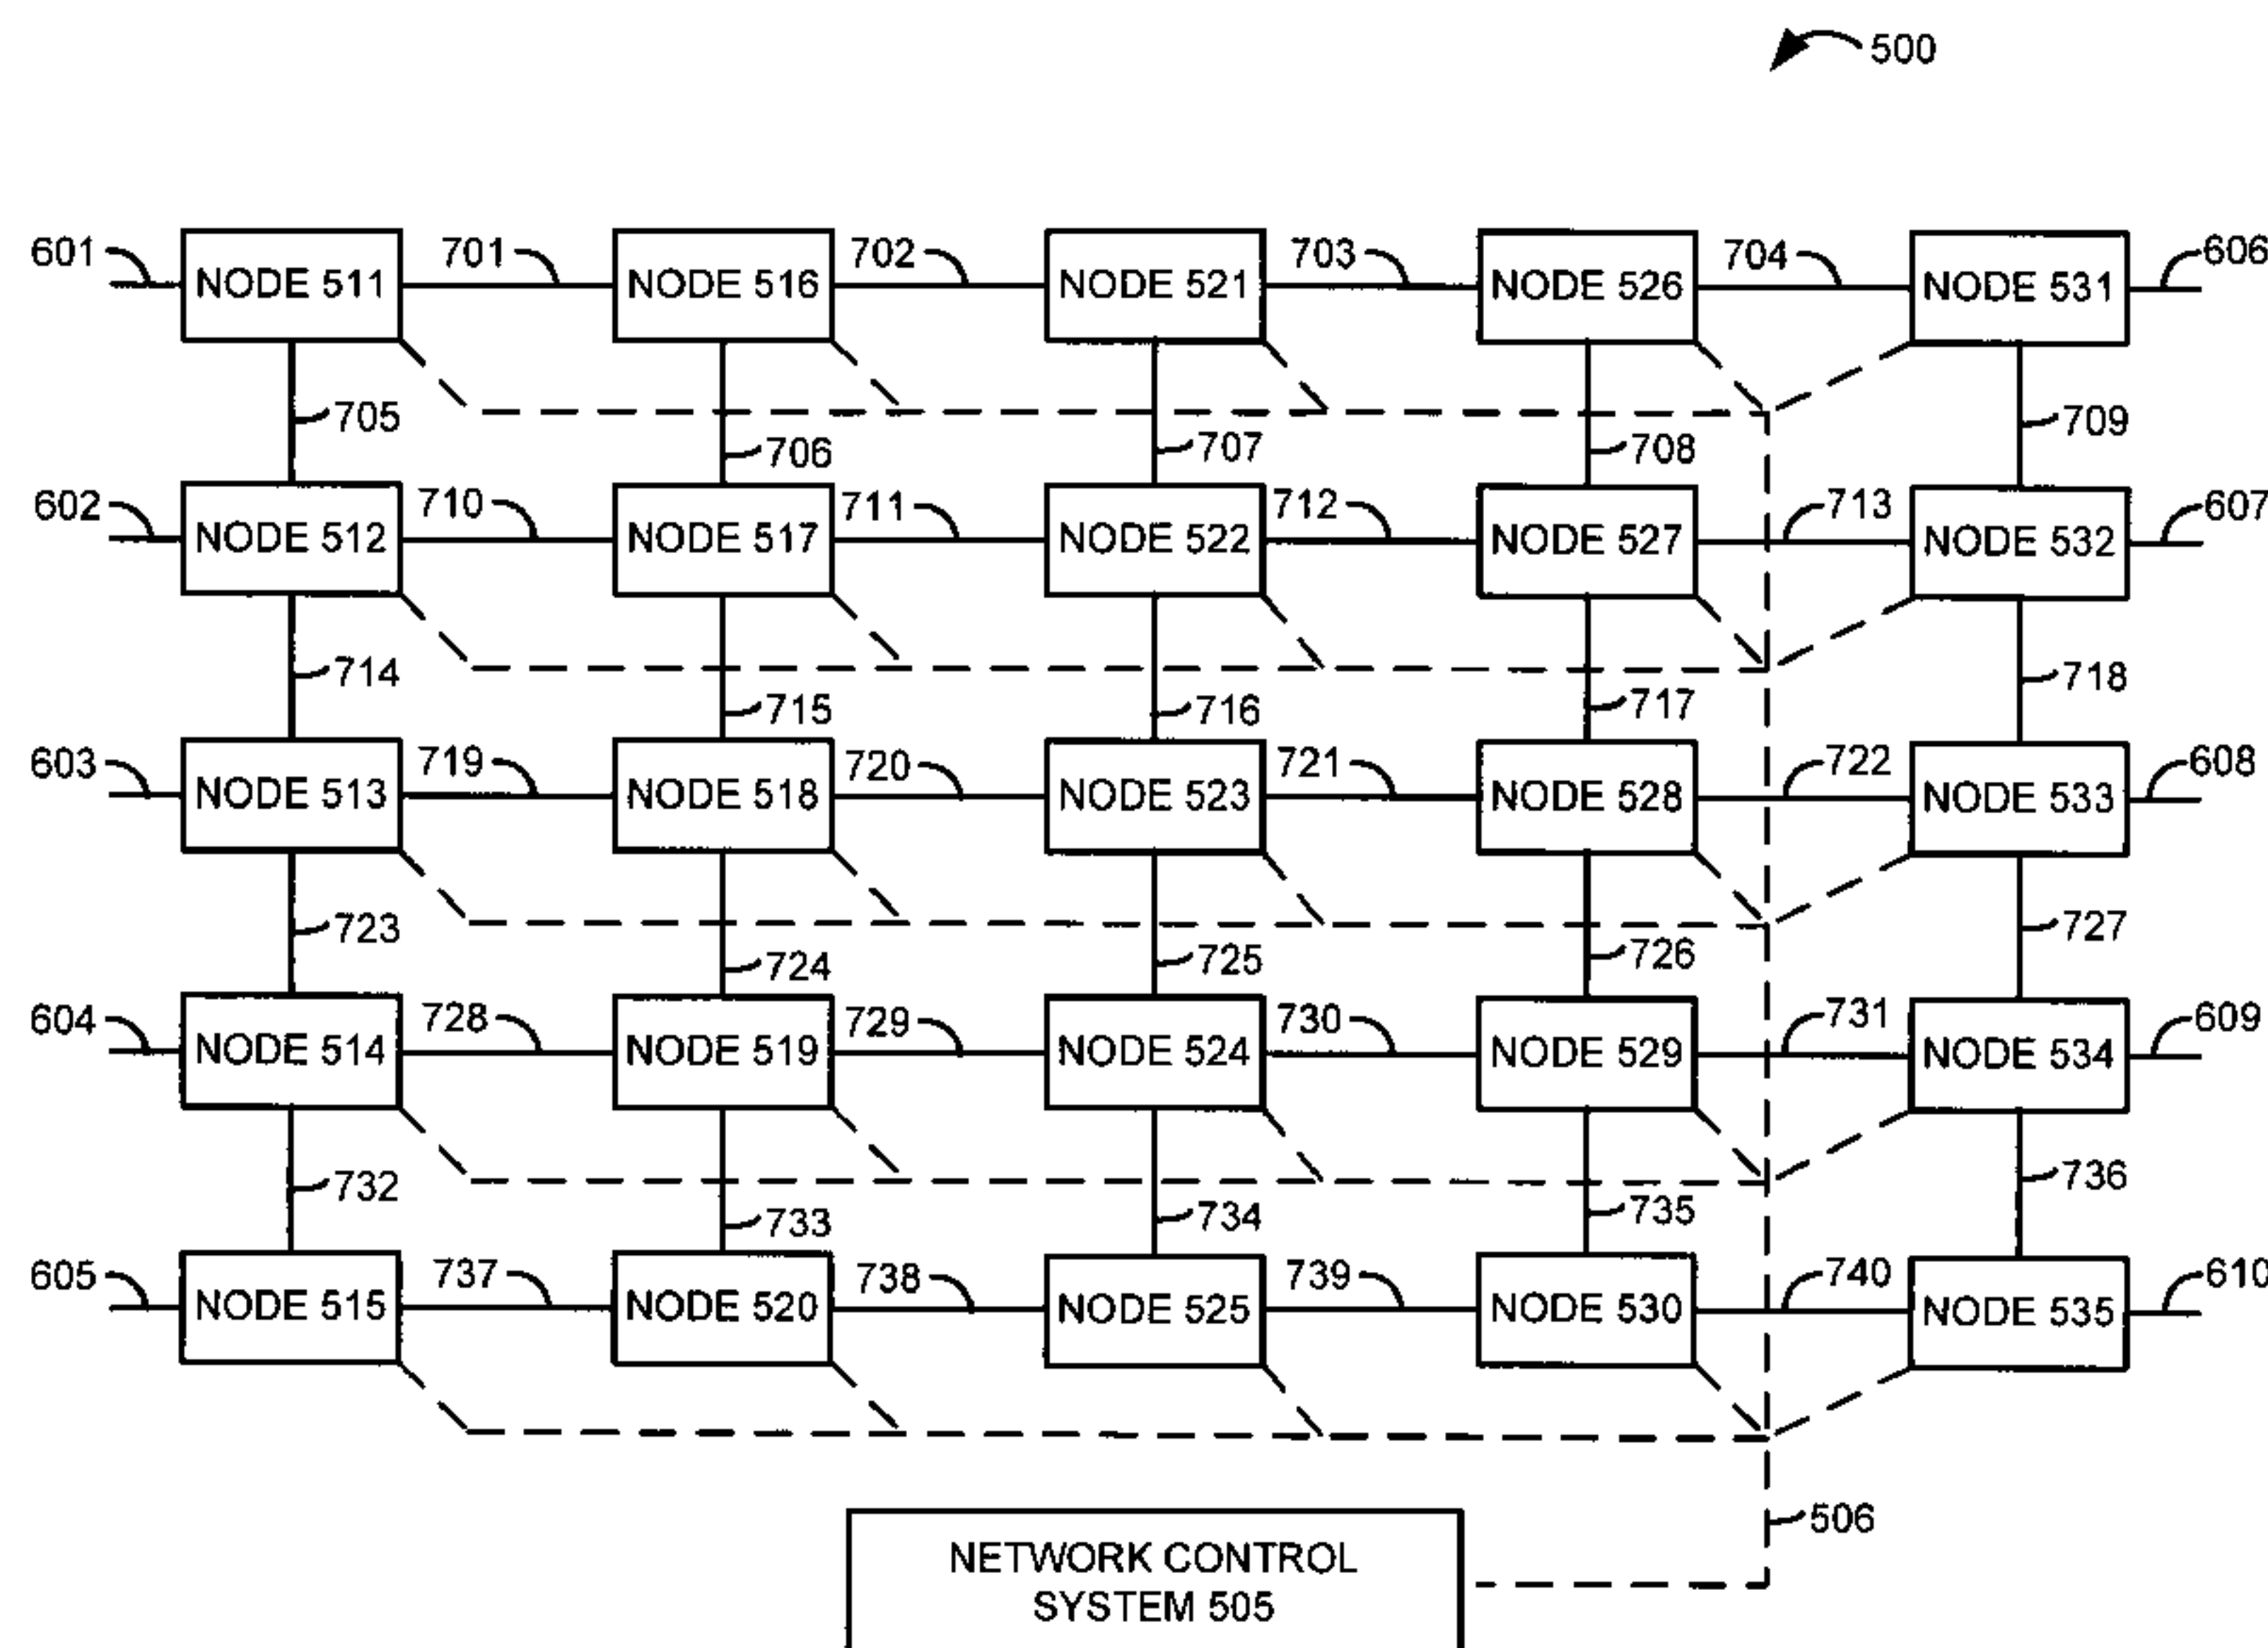 500
601 701 702 703 704 606
NODE 511 NODE 516 NODE 521 NODE 526 NODE 531
705 706 707 708 709
602 710 711 712 713 607
NODE 512 NODE 517 NODE 522 NODE 527 NODE 532
714 715 716 717 718
603 719 720 721 722 608
NODE 513 NODE 518 NODE 523 NODE 528 NODE 533
723 724 725 726 727
604 728 729 730 731 609
NODE 514 NODE 519 NODE 524 NODE 529 NODE 534
732 733 734 735 736
605 737 738 739 740 610
NODE 515 NODE 520 NODE 525 NODE 530 NODE 535
506
NETWORK CONTROL
SYSTEM 505